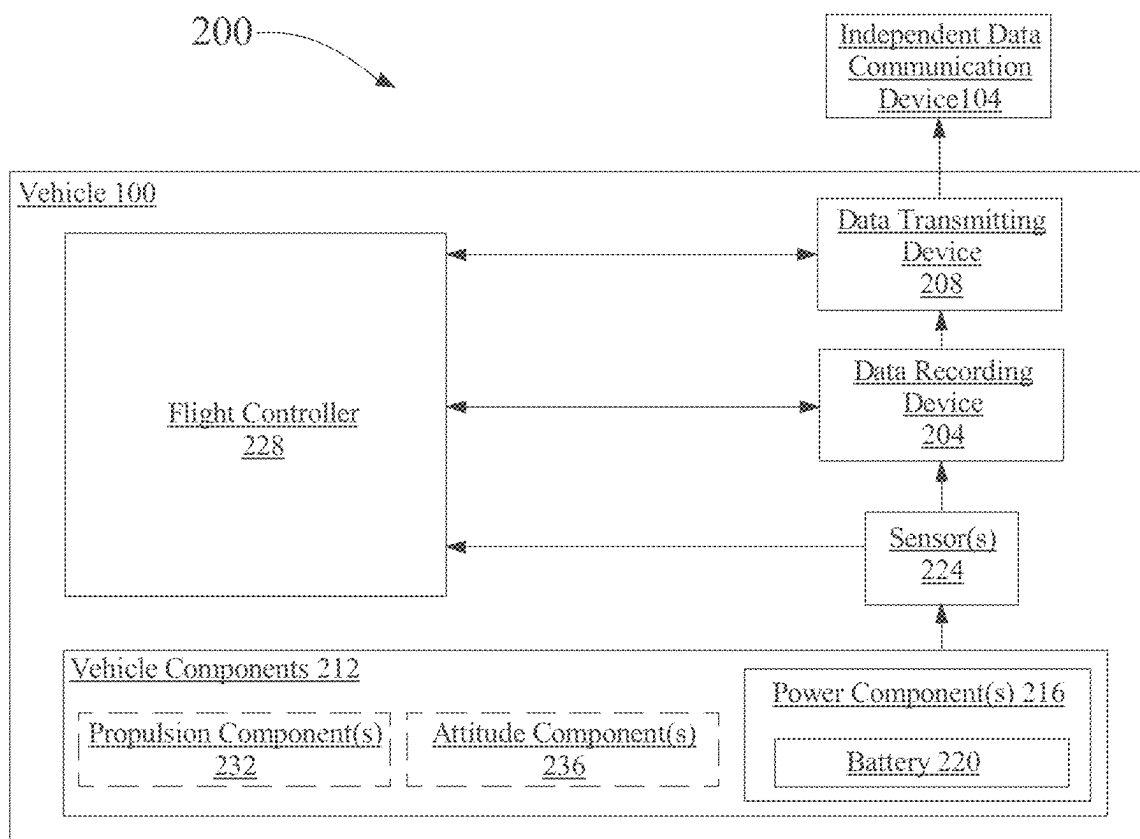 200
Independent Data
Communication
Device104
Vehicle 100
Data Transmitting
Device
208
Data Recording
Device
204
Flight Controller
228
Sensor(s)
224
Vehicle Components 212
Power Component(s) 216
Propulsion Component(s)
232
Attitude Component(s)
236
Battery 220